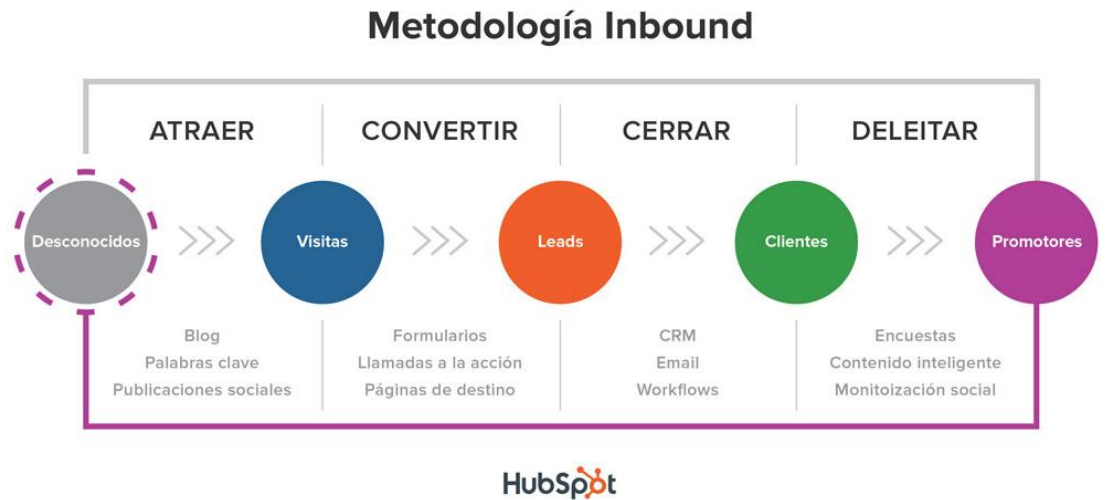 Metodología Inbound
ATRAER
CONVERTIR
CERRAR
DELEITAR
Desconocidos
Visitas
Leads
Clientes
Promotores
Blog
Palabras clave
Publicaciones sociales
Formularios
Llamadas a la acción
Páginas de destino
CRM
Email
Workflows
Encuestas
Contenido inteligente
Monitoización social
HubSpot